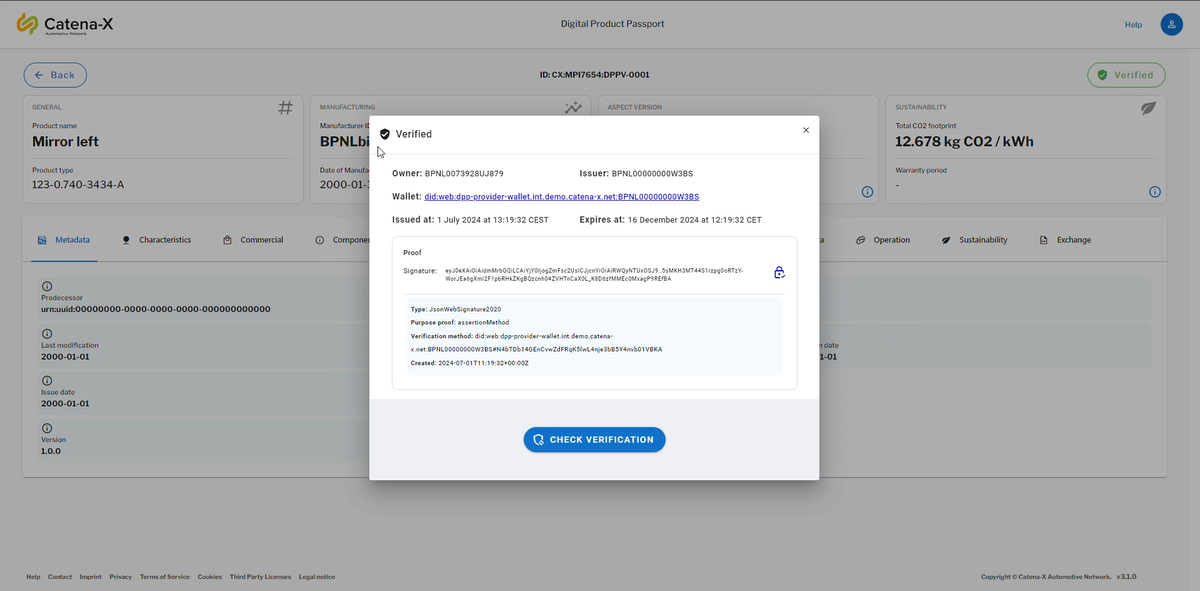 Catena-X
Automotive Network
Digital Product Passport
Help
Back
ID: CX:MPI7654:DPPV-0001
Verified
GENERAL
Product name
Mirror left
Product type
123-0.740-3434-A
MANUFACTURING
Manufacturer
BPNLbi
Date of Manufa
2000-01-
ASPECT VERSION
SUSTAINABILITY
Total CO2 footprint
12.678 kg CO2 / kWh
Warranty period
-
Metadata
Characteristics
Commercial
Compone
Operation
Sustainability
Exchange
Predecessor
urn:uuid:00000000-0000-0000-0000-000000000000
Last modification
2000-01-01
n date
1-01
Issue date
2000-01-01
Version
1.0.0
Verified
Owner: BPNL0073928UJ879
Issuer: BPNL00000000W3BS
Wallet: did:web:dpp-provider-wallet.int.demo.catena-x.net:BPNL00000000W3BS
Issued at: 1 July 2024 at 13:19:32 CEST
Expires at: 16 December 2024 at 12:19:32 CET
Proof
Signature:
Type: JsonWebSignature2020
Purpose proof: assertionMethod
Verification method: did:web:dpp-provider-wallet.int.demo.catena-
x.net:BPNL00000000W3BS#N4bTDb14GEnCvwZdFRqK5lwL4nje3bB5Y4nvb01VBKA
Created: 2024-07-01T11:19:32+00:00Z
CHECK VERIFICATION
Help Contact Imprint Privacy Terms of Service Cookies Third Party Licenses Legal notice
Copyright © Catena-X Automotive Network. v3.1.0